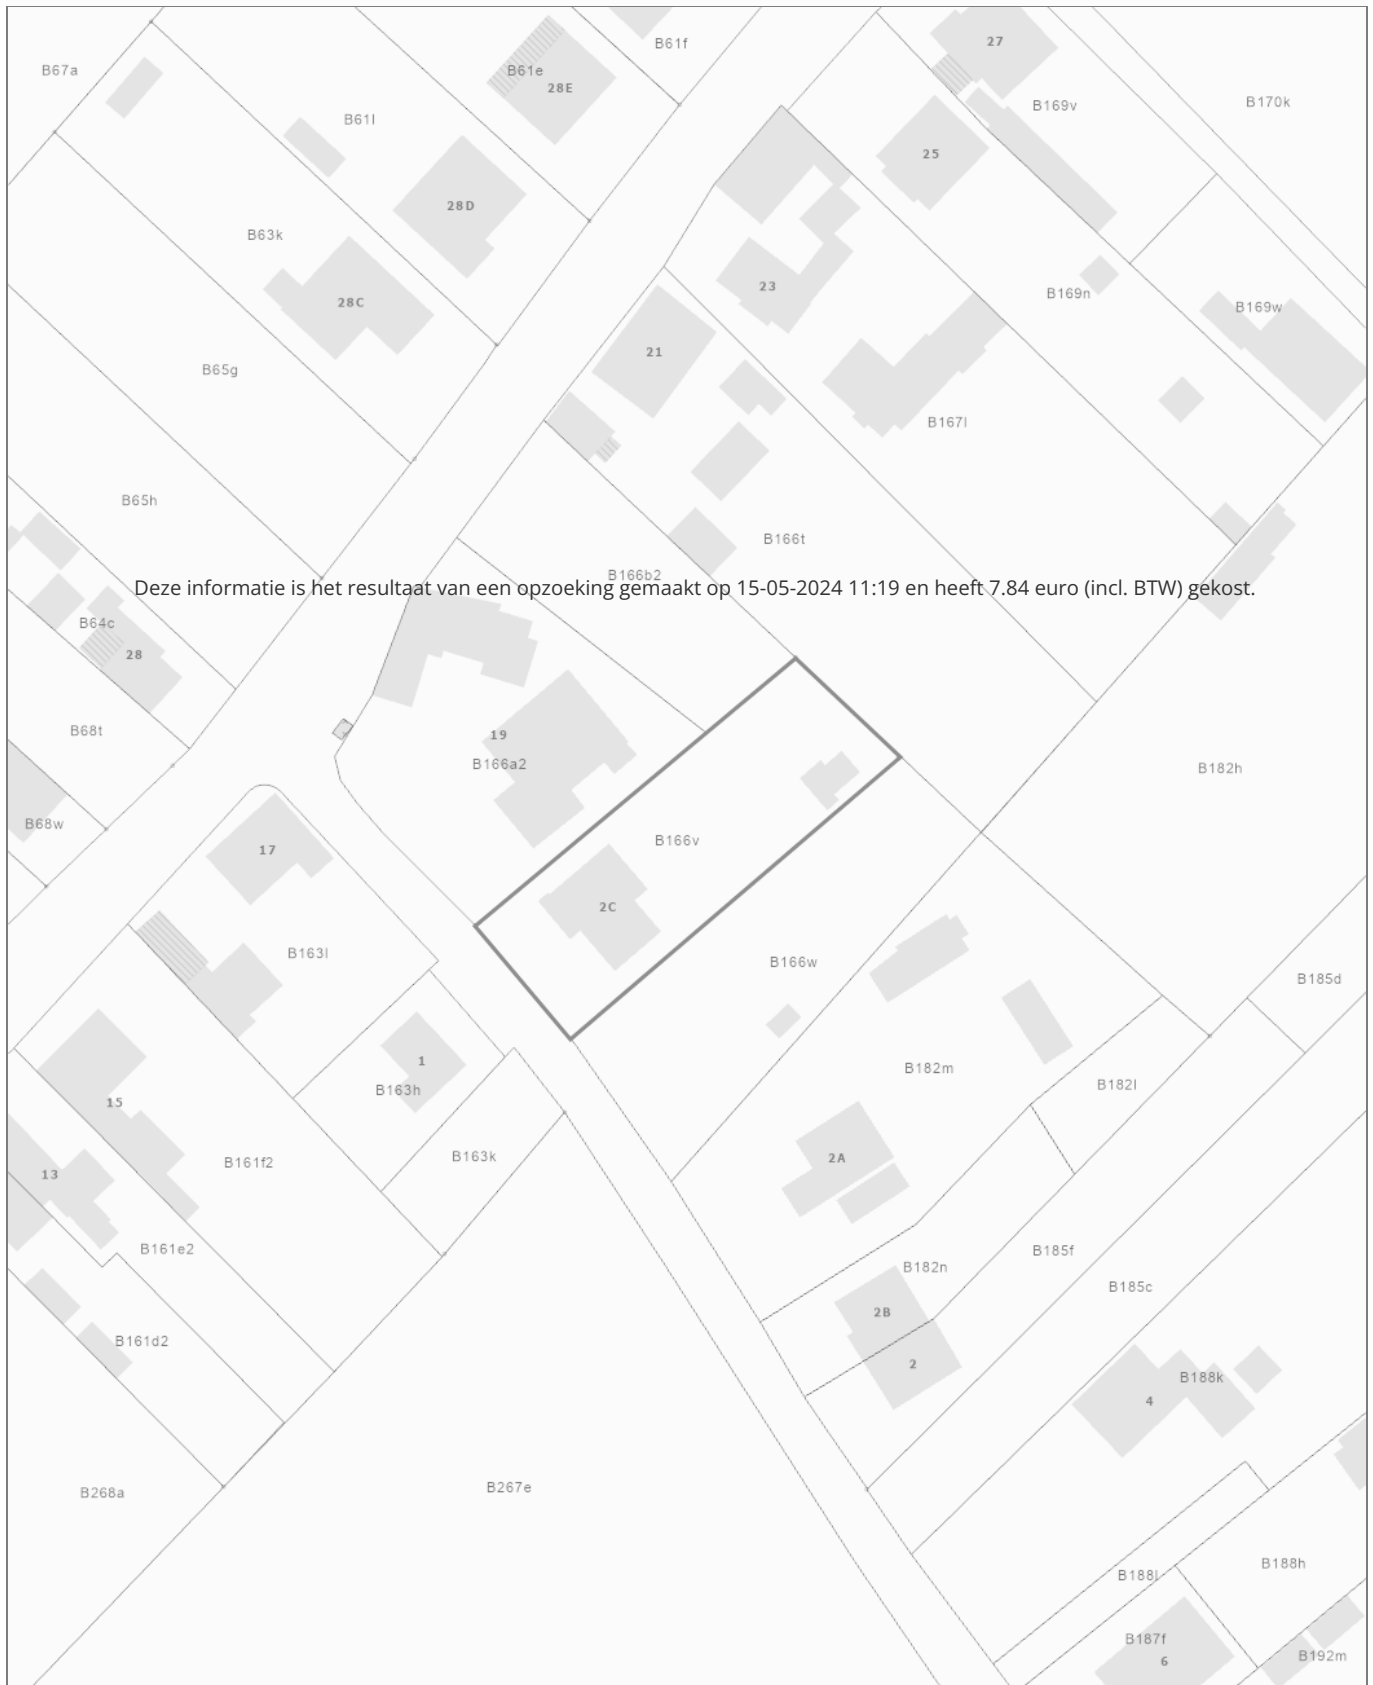 27
B61f
B67a
B61e
28E
B170k
B169v
B61l
25
28D
B63k
23
B169n
28C
B169w
21
B65g
B167l
B65h
B166t
B166b2
Deze informatie is het resultaat van een opzoeking gemaakt op 15-05-2024 11:19 en heeft 7.84 euro (incl. BTW) gekost.
B64c
28
B68t
19
B166a2
B182h
B68w
B166v
17
2C
B163l
B166w
B185d
1
B182m
B163h
B182l
15
B163k
2A
B161f2
13
B161e2
B185f
B182n
B185c
2B
B161d2
2
B188k
4
B267e
B268a
B188h
B188l
B187f
B192m
6